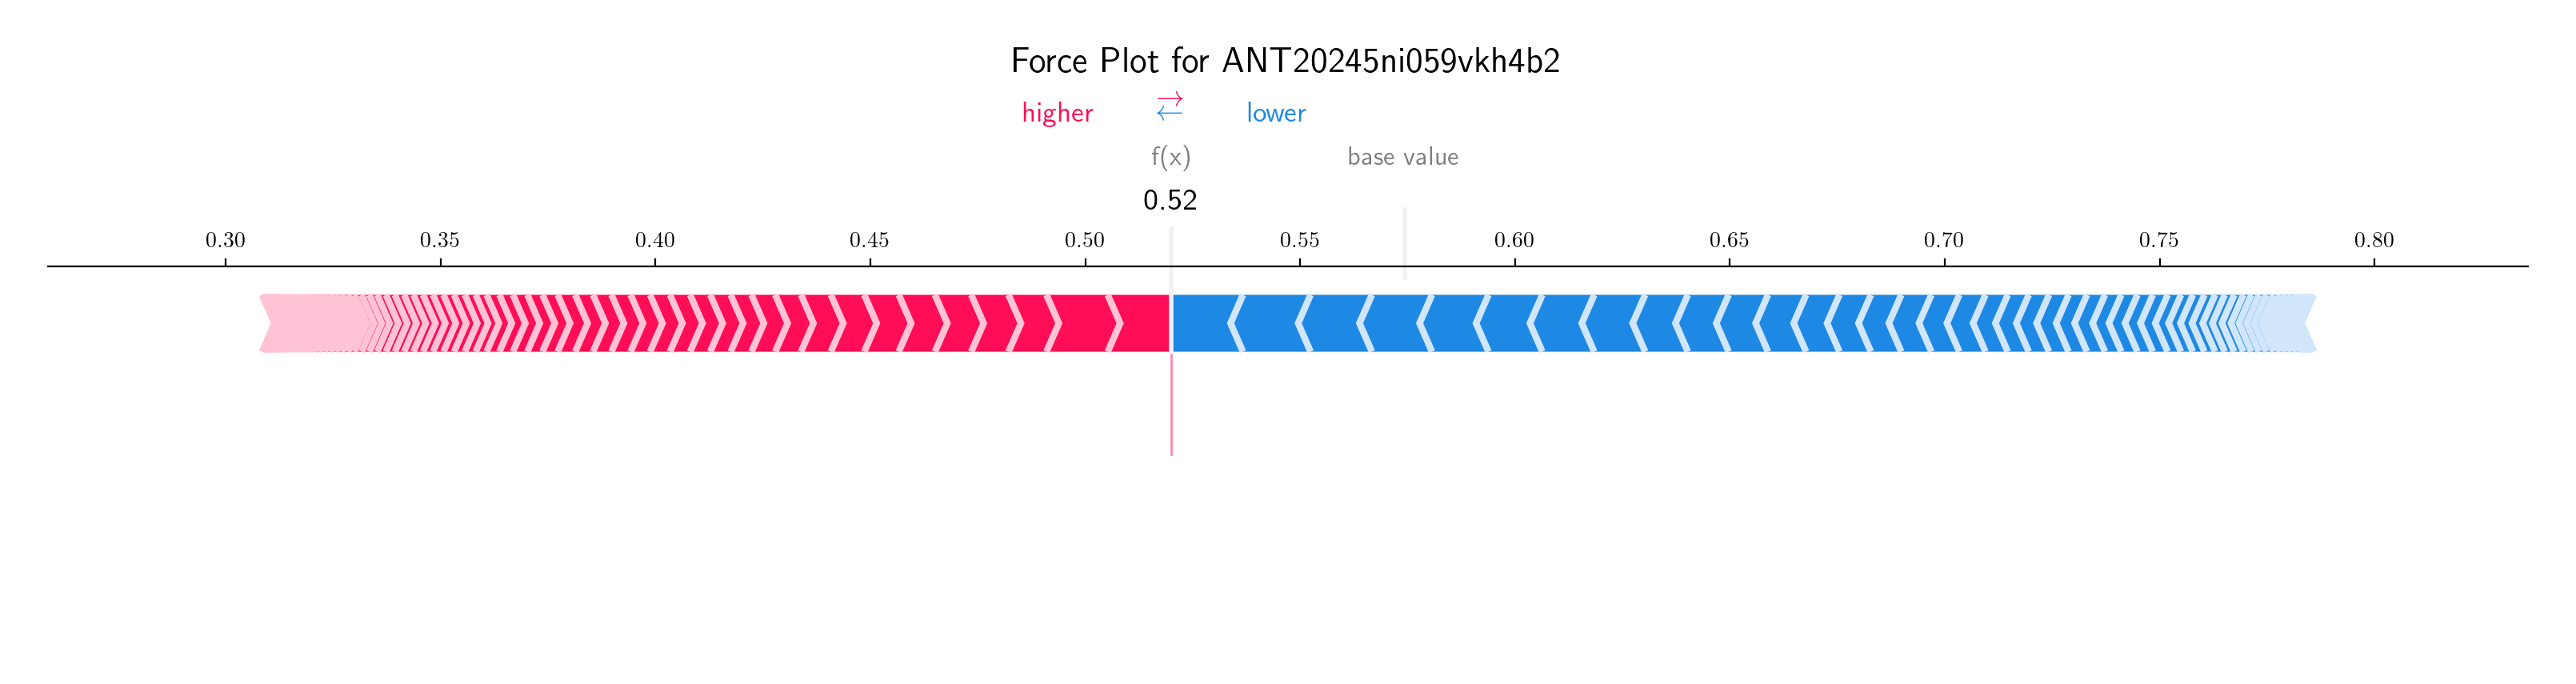 Force Plot for ANT20245ni059vkh4b2
higher → ← lower
f(x) base value
0.52
0.30 0.35 0.40 0.45 0.50 0.55 0.60 0.65 0.70 0.75 0.80